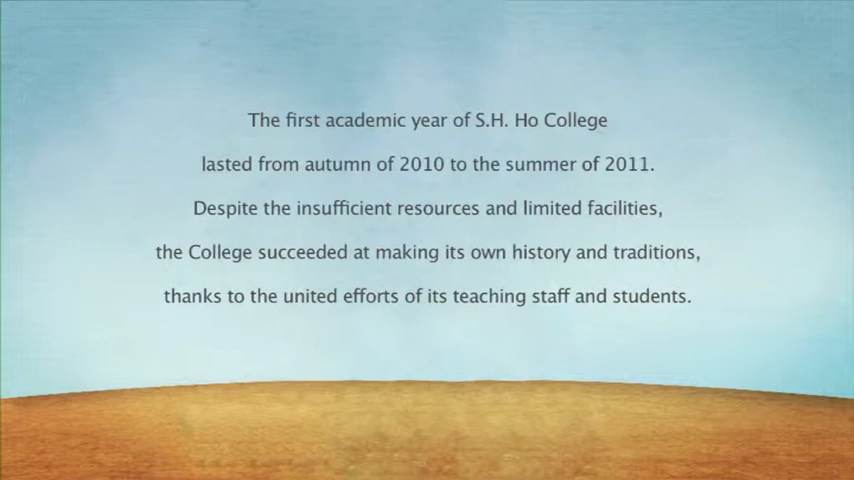 The first academic year of S.H. Ho College
lasted from autumn of 2010 to the summer of 2011.
Despite the insufficient resources and limited facilities,
the College succeeded at making its own history and traditions,
thanks to the united efforts of its teaching staff and students.